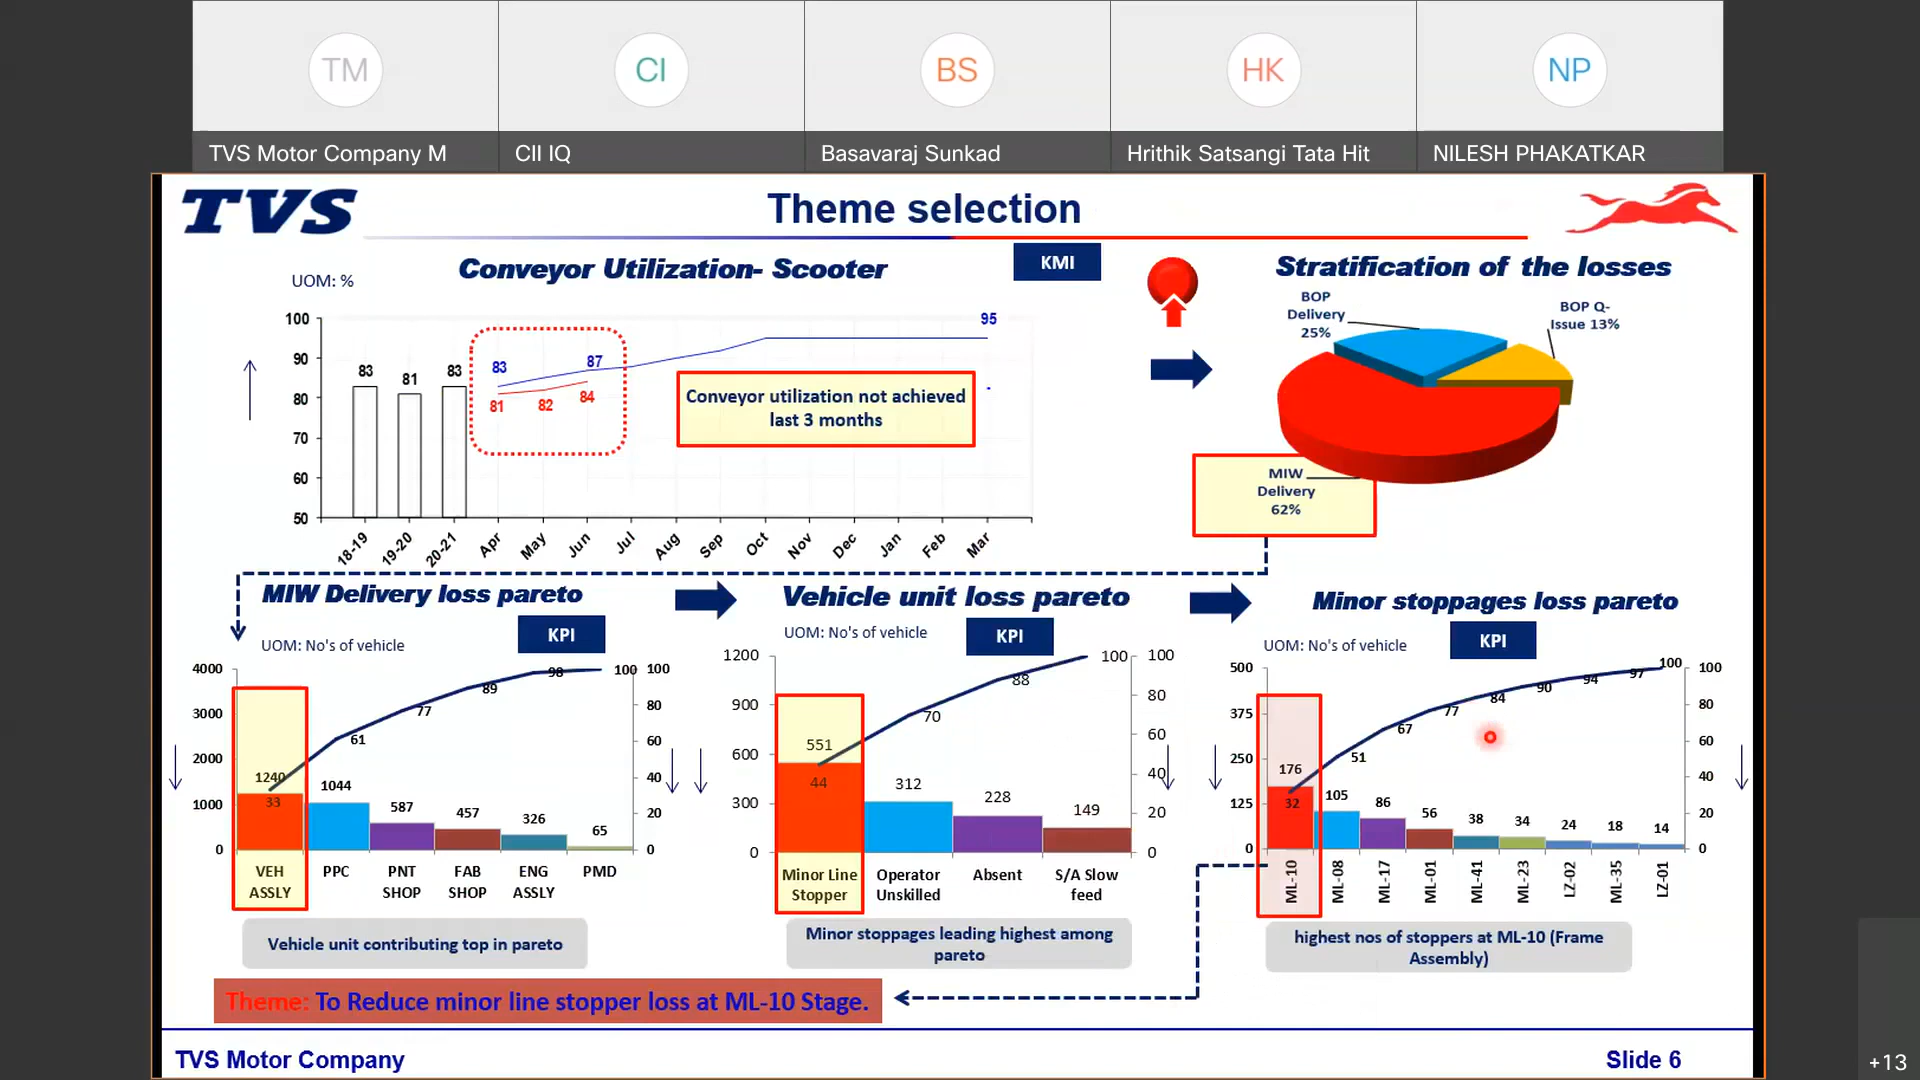 TM
CI
BS
HK
NP
TVS Motor Company M
CII IQ
Basavaraj Sunkad
Hrithik Satsangi Tata Hit
NILESH PHAKATKAR
TVS
Theme selection
UOM: %
Conveyor Utilization- Scooter
KMI
100
90
80
70
60
50
83
81
83
83
87
95
81
82
84
Conveyor utilization not achieved
last 3 months
18-19
19-20
20-21
Apr
May
Jun
Jul
Aug
Sep
Oct
Nov
Dec
Jan
Feb
Mar
Stratification of the losses
BOP
Delivery
25%
BOP Q-
Issue 13%
MIW
Delivery
62%
MIW Delivery loss pareto
UOM: No's of vehicle
KPI
4000
3000
2000
1000
0
1240
33
1044
587
457
326
65
61
77
89
98
100
100
80
60
40
20
0
VEH
ASSLY
PPC
PNT
SHOP
FAB
SHOP
ENG
ASSLY
PMD
Vehicle unit contributing top in pareto
Vehicle unit loss pareto
UOM: No's of vehicle
KPI
1200
900
600
300
0
551
44
312
228
149
70
88
100
100
80
60
40
20
0
Minor Line
Stopper
Operator
Unskilled
Absent
S/A Slow
feed
Minor stoppages leading highest among
pareto
Minor stoppages loss pareto
UOM: No's of vehicle
KPI
500
375
250
125
0
176
32
105
86
56
38
34
24
18
14
51
67
77
84
90
94
97
100
100
80
60
40
20
0
ML-10
ML-08
ML-17
ML-01
ML-41
ML-23
LZ-02
ML-35
LZ-01
highest nos of stoppers at ML-10 (Frame
Assembly)
Theme: To Reduce minor line stopper loss at ML-10 Stage.
TVS Motor Company
Slide 6
+13